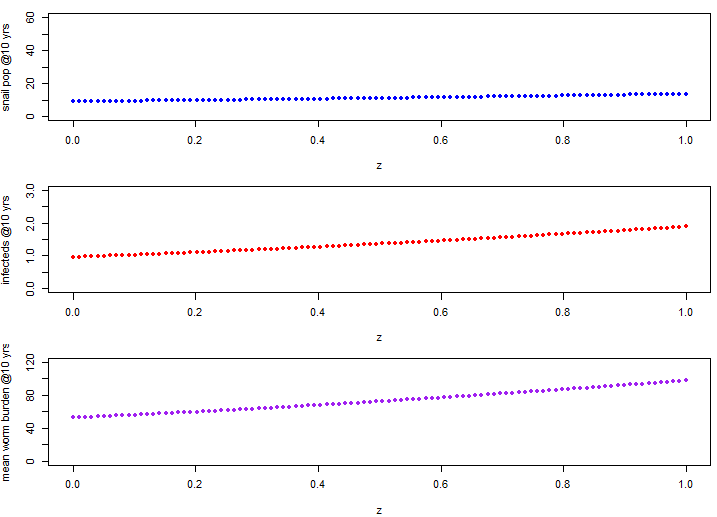 snail pop @10 yrs
60
40
20
0
0.0 0.2 0.4 0.6 0.8 1.0
z
infecteds @10 yrs
3.0
2.0
1.0
0.0
0.0 0.2 0.4 0.6 0.8 1.0
z
mean worm burden @10 yrs
120
80
40
0
0.0 0.2 0.4 0.6 0.8 1.0
z